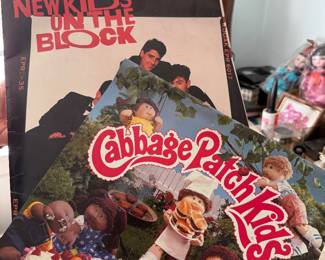 NEW KIDS
ON THE
BLOCK
Cabbage Patch Kids